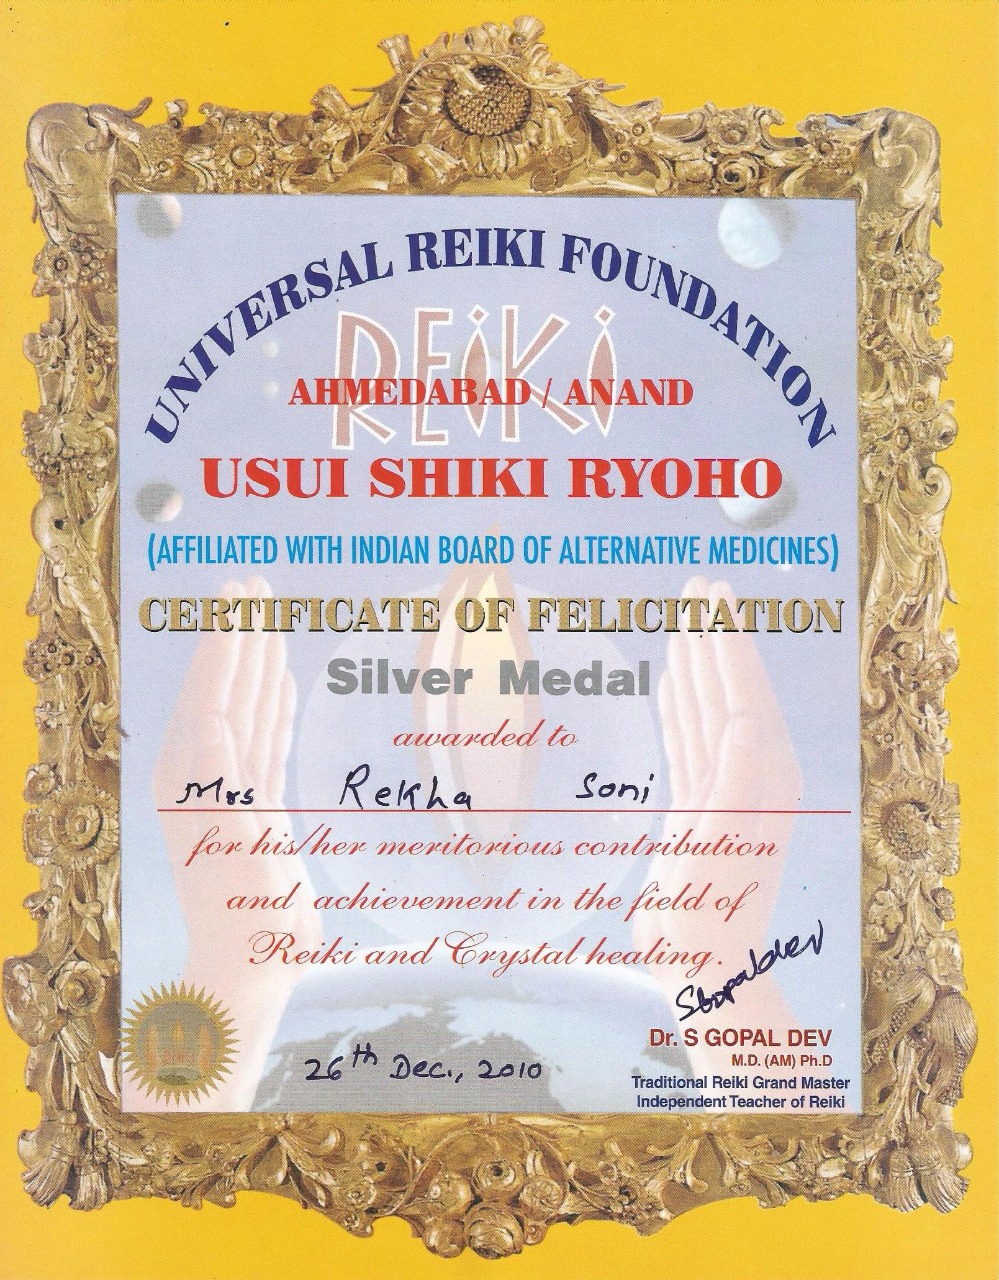 UNIVERSAL REIKI FOUNDATION
REiKi
AHMEDABAD / ANAND
USUI SHIKI RYOHO
(AFFILIATED WITH INDIAN BOARD OF ALTERNATIVE MEDICINES)
CERTIFICATE OF FELICITATION
Silver Medal
awarded to
Mrs Rekha Soni
for his/her meritorious contribution
and achievement in the field of
Reiki and Crystal healing.
SGopaldev
Dr. S GOPAL DEV
M.D. (AM) Ph.D
26th Dec., 2010
Traditional Reiki Grand Master
Independent Teacher of Reiki